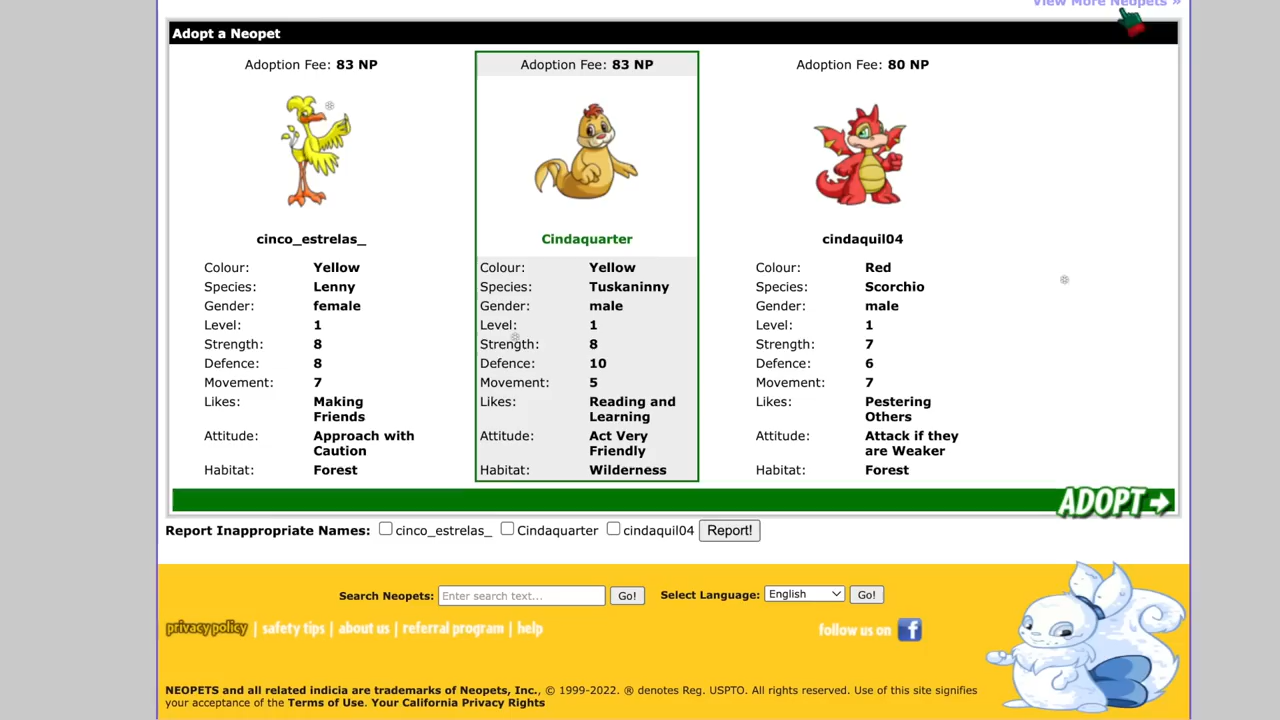 View More Neopets »
Adopt a Neopet
Adoption Fee: 83 NP
cinco_estrelas_
Colour: Yellow
Species: Lenny
Gender: female
Level: 1
Strength: 8
Defence: 8
Movement: 7
Likes: Making
Friends
Attitude: Approach with
Caution
Habitat: Forest
Adoption Fee: 83 NP
Cindaquarter
Colour: Yellow
Species: Tuskaninny
Gender: male
Level: 1
Strength: 8
Defence: 10
Movement: 5
Likes: Reading and
Learning
Attitude: Act Very
Friendly
Habitat: Wilderness
Adoption Fee: 80 NP
cindaquil04
Colour: Red
Species: Scorchio
Gender: male
Level: 1
Strength: 7
Defence: 6
Movement: 7
Likes: Pestering
Others
Attitude: Attack if they
are Weaker
Habitat: Forest
ADOPT
Report Inappropriate Names: cinco_estrelas_ Cindaquarter cindaquil04 Report!
Search Neopets: Enter search text... Go! Select Language: English Go!
privacy policy | safety tips | about us | referral program | help
follow us on f
NEOPETS and all related indicia are trademarks of Neopets, Inc., © 1999-2022. ® denotes Reg. USPTO. All rights reserved. Use of this site signifies
your acceptance of the Terms of Use. Your California Privacy Rights